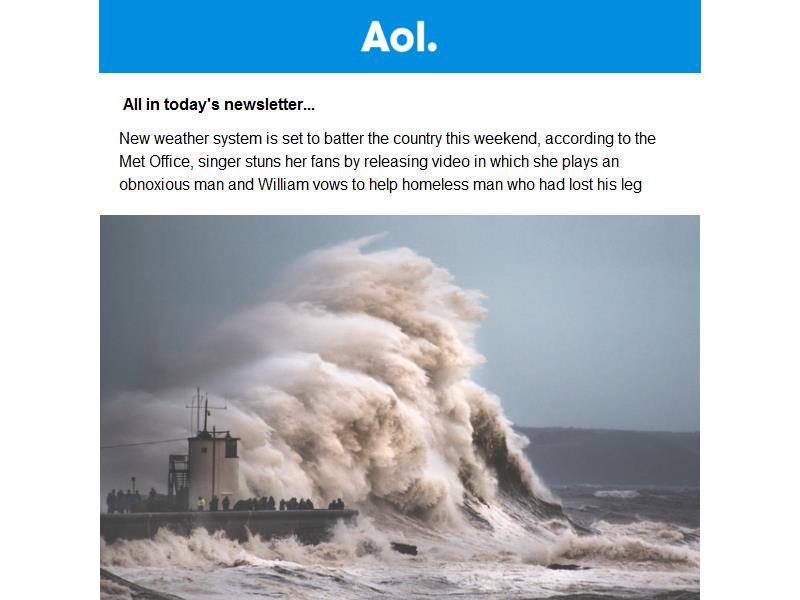 Aol.
All in today's newsletter...
New weather system is set to batter the country this weekend, according to the
Met Office, singer stuns her fans by releasing video in which she plays an
obnoxious man and William vows to help homeless man who had lost his leg